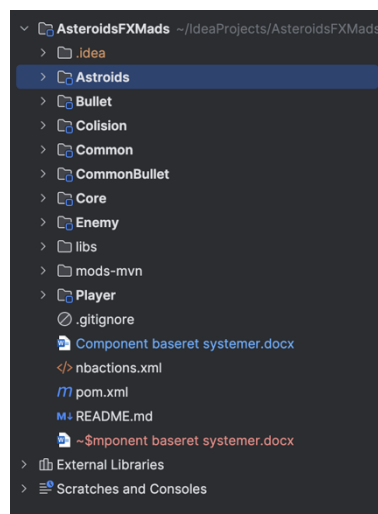 AsteroidsFXMads ~/IdeaProjects/AsteroidsFXMads
.idea
Astroids
Bullet
Colision
Common
CommonBullet
Core
Enemy
libs
mods-mvn
Player
.gitignore
Component baseret systemer.docx
</> nbactions.xml
m pom.xml
M↓ README.md
~$mponent baseret systemer.docx
External Libraries
Scratches and Consoles